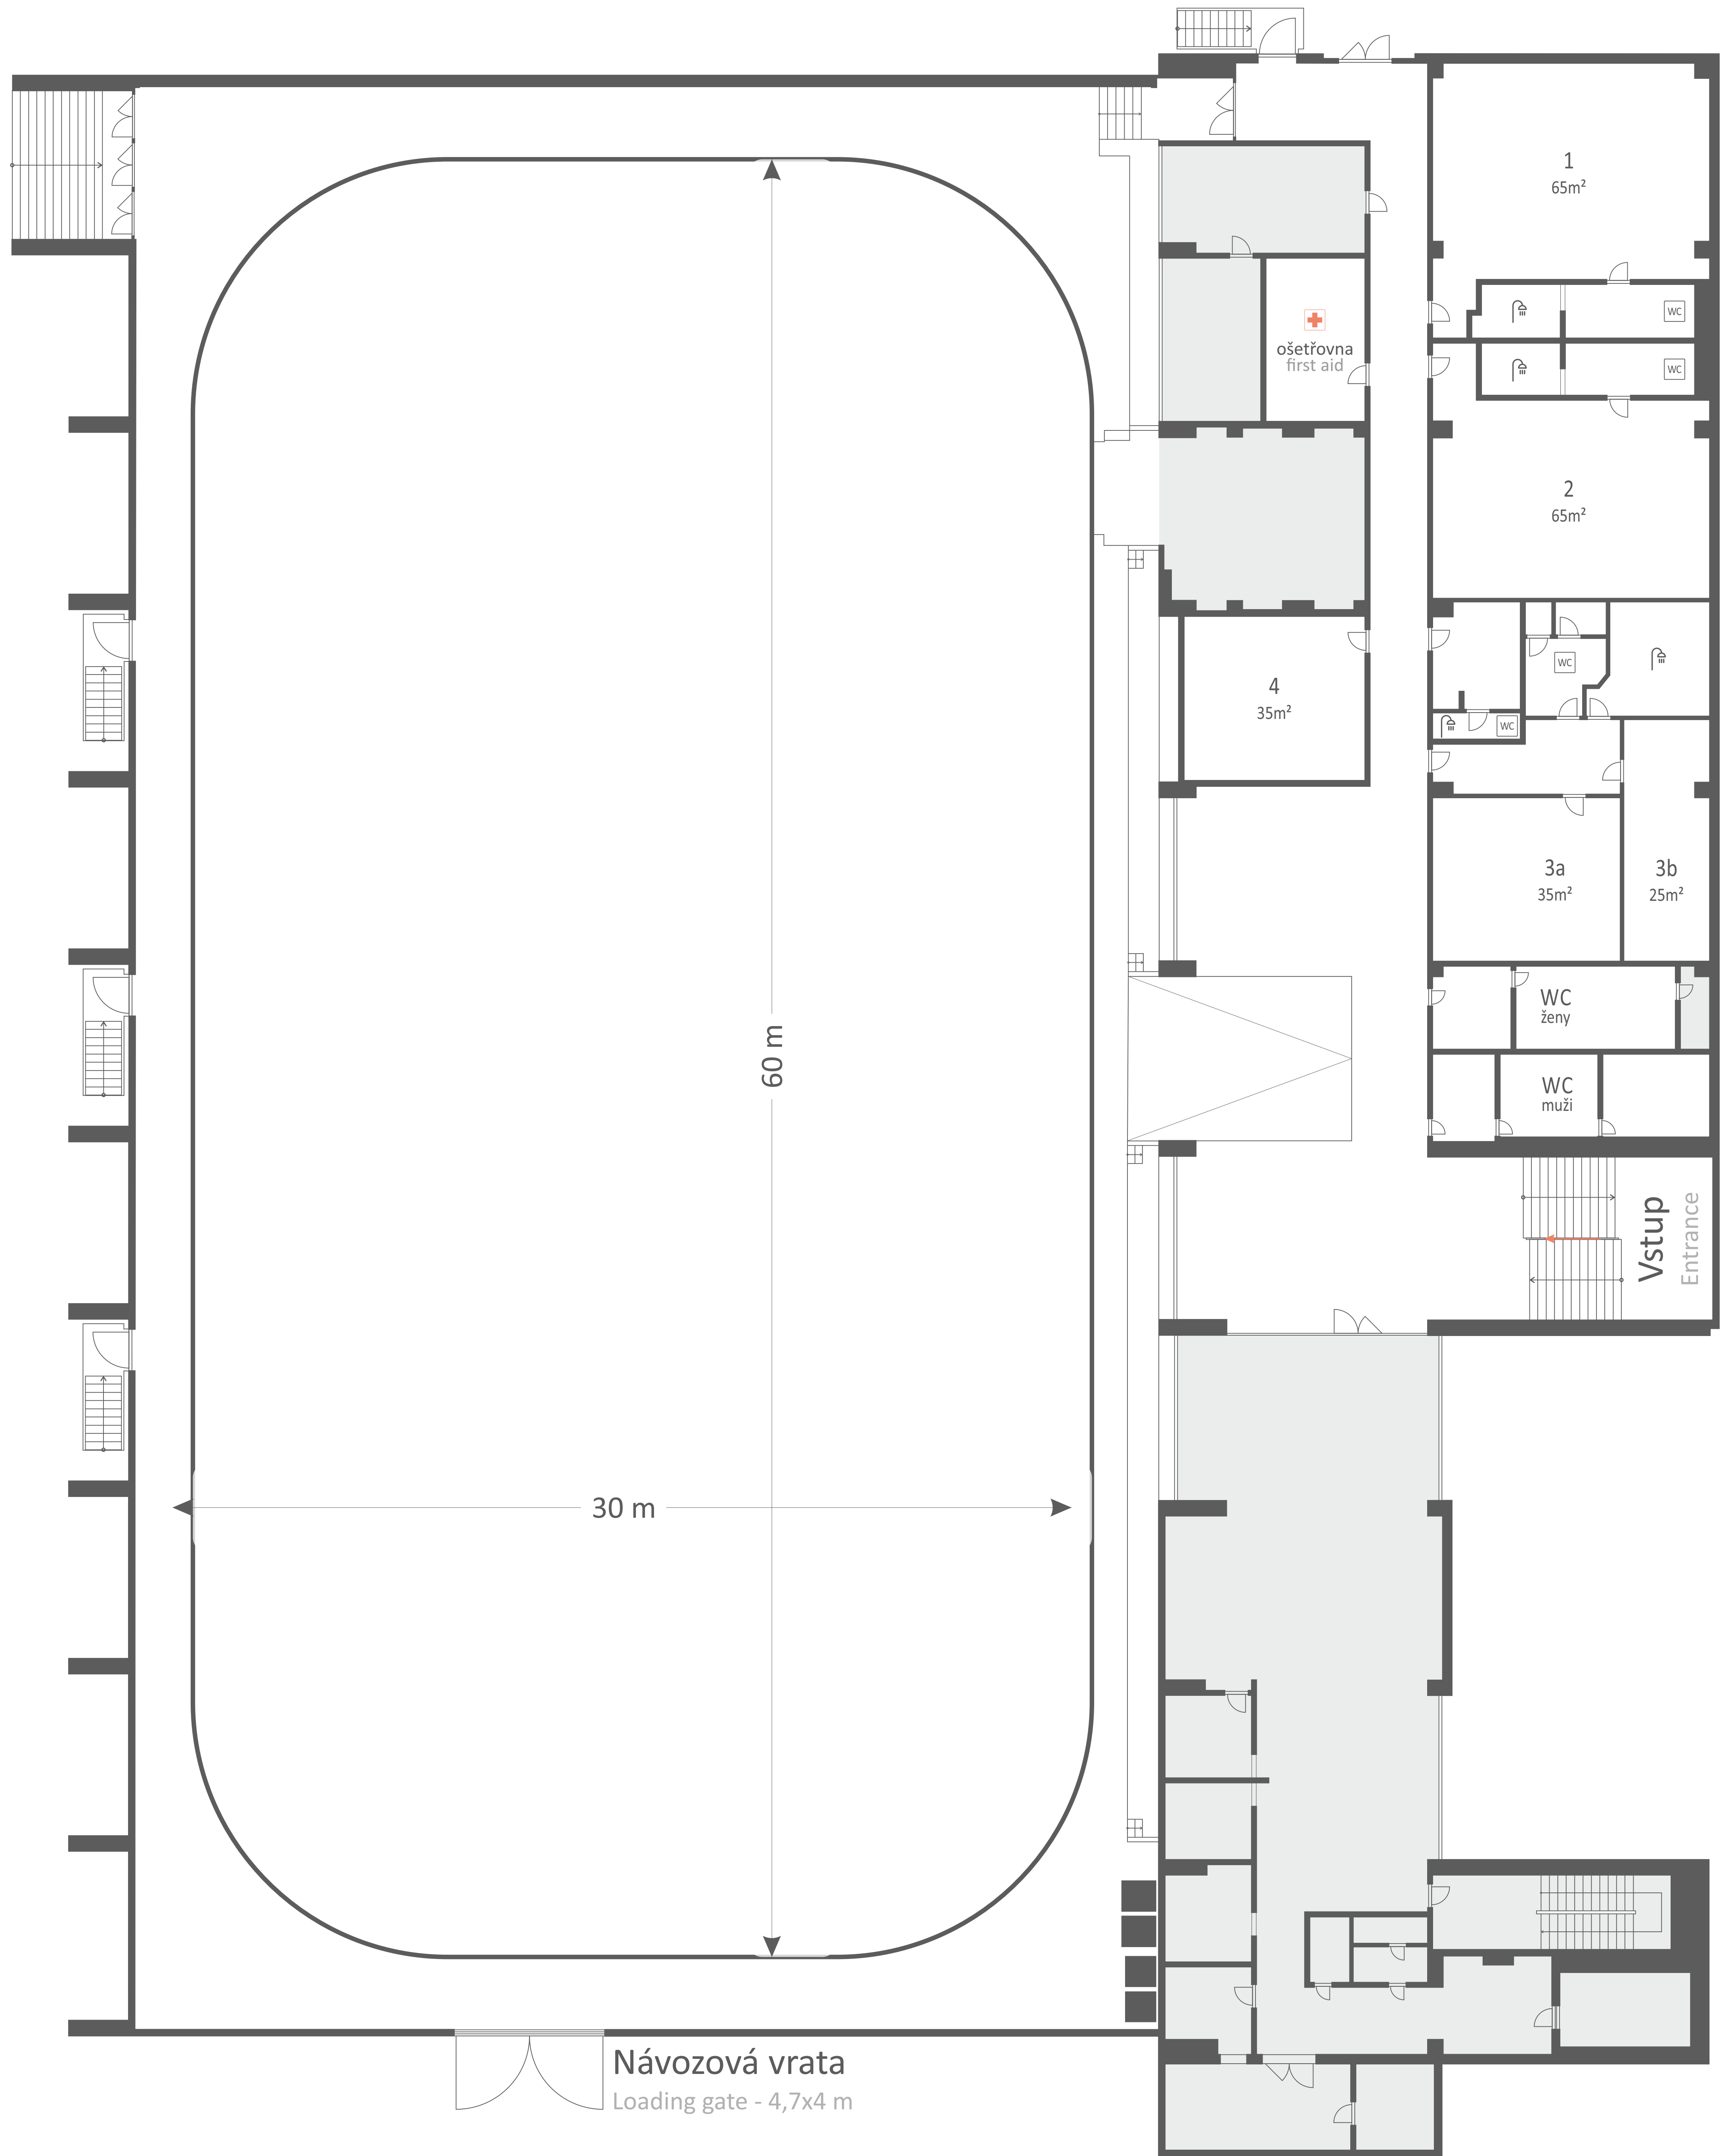 1
65m²
WC
WC
ošetřovna
first aid
2
65m²
WC
4
35m²
WC
3a
35m²
3b
25m²
WC
ženy
60 m
WC
muži
Vstup
Entrance
30 m
Návozová vrata
Loading gate - 4,7x4 m